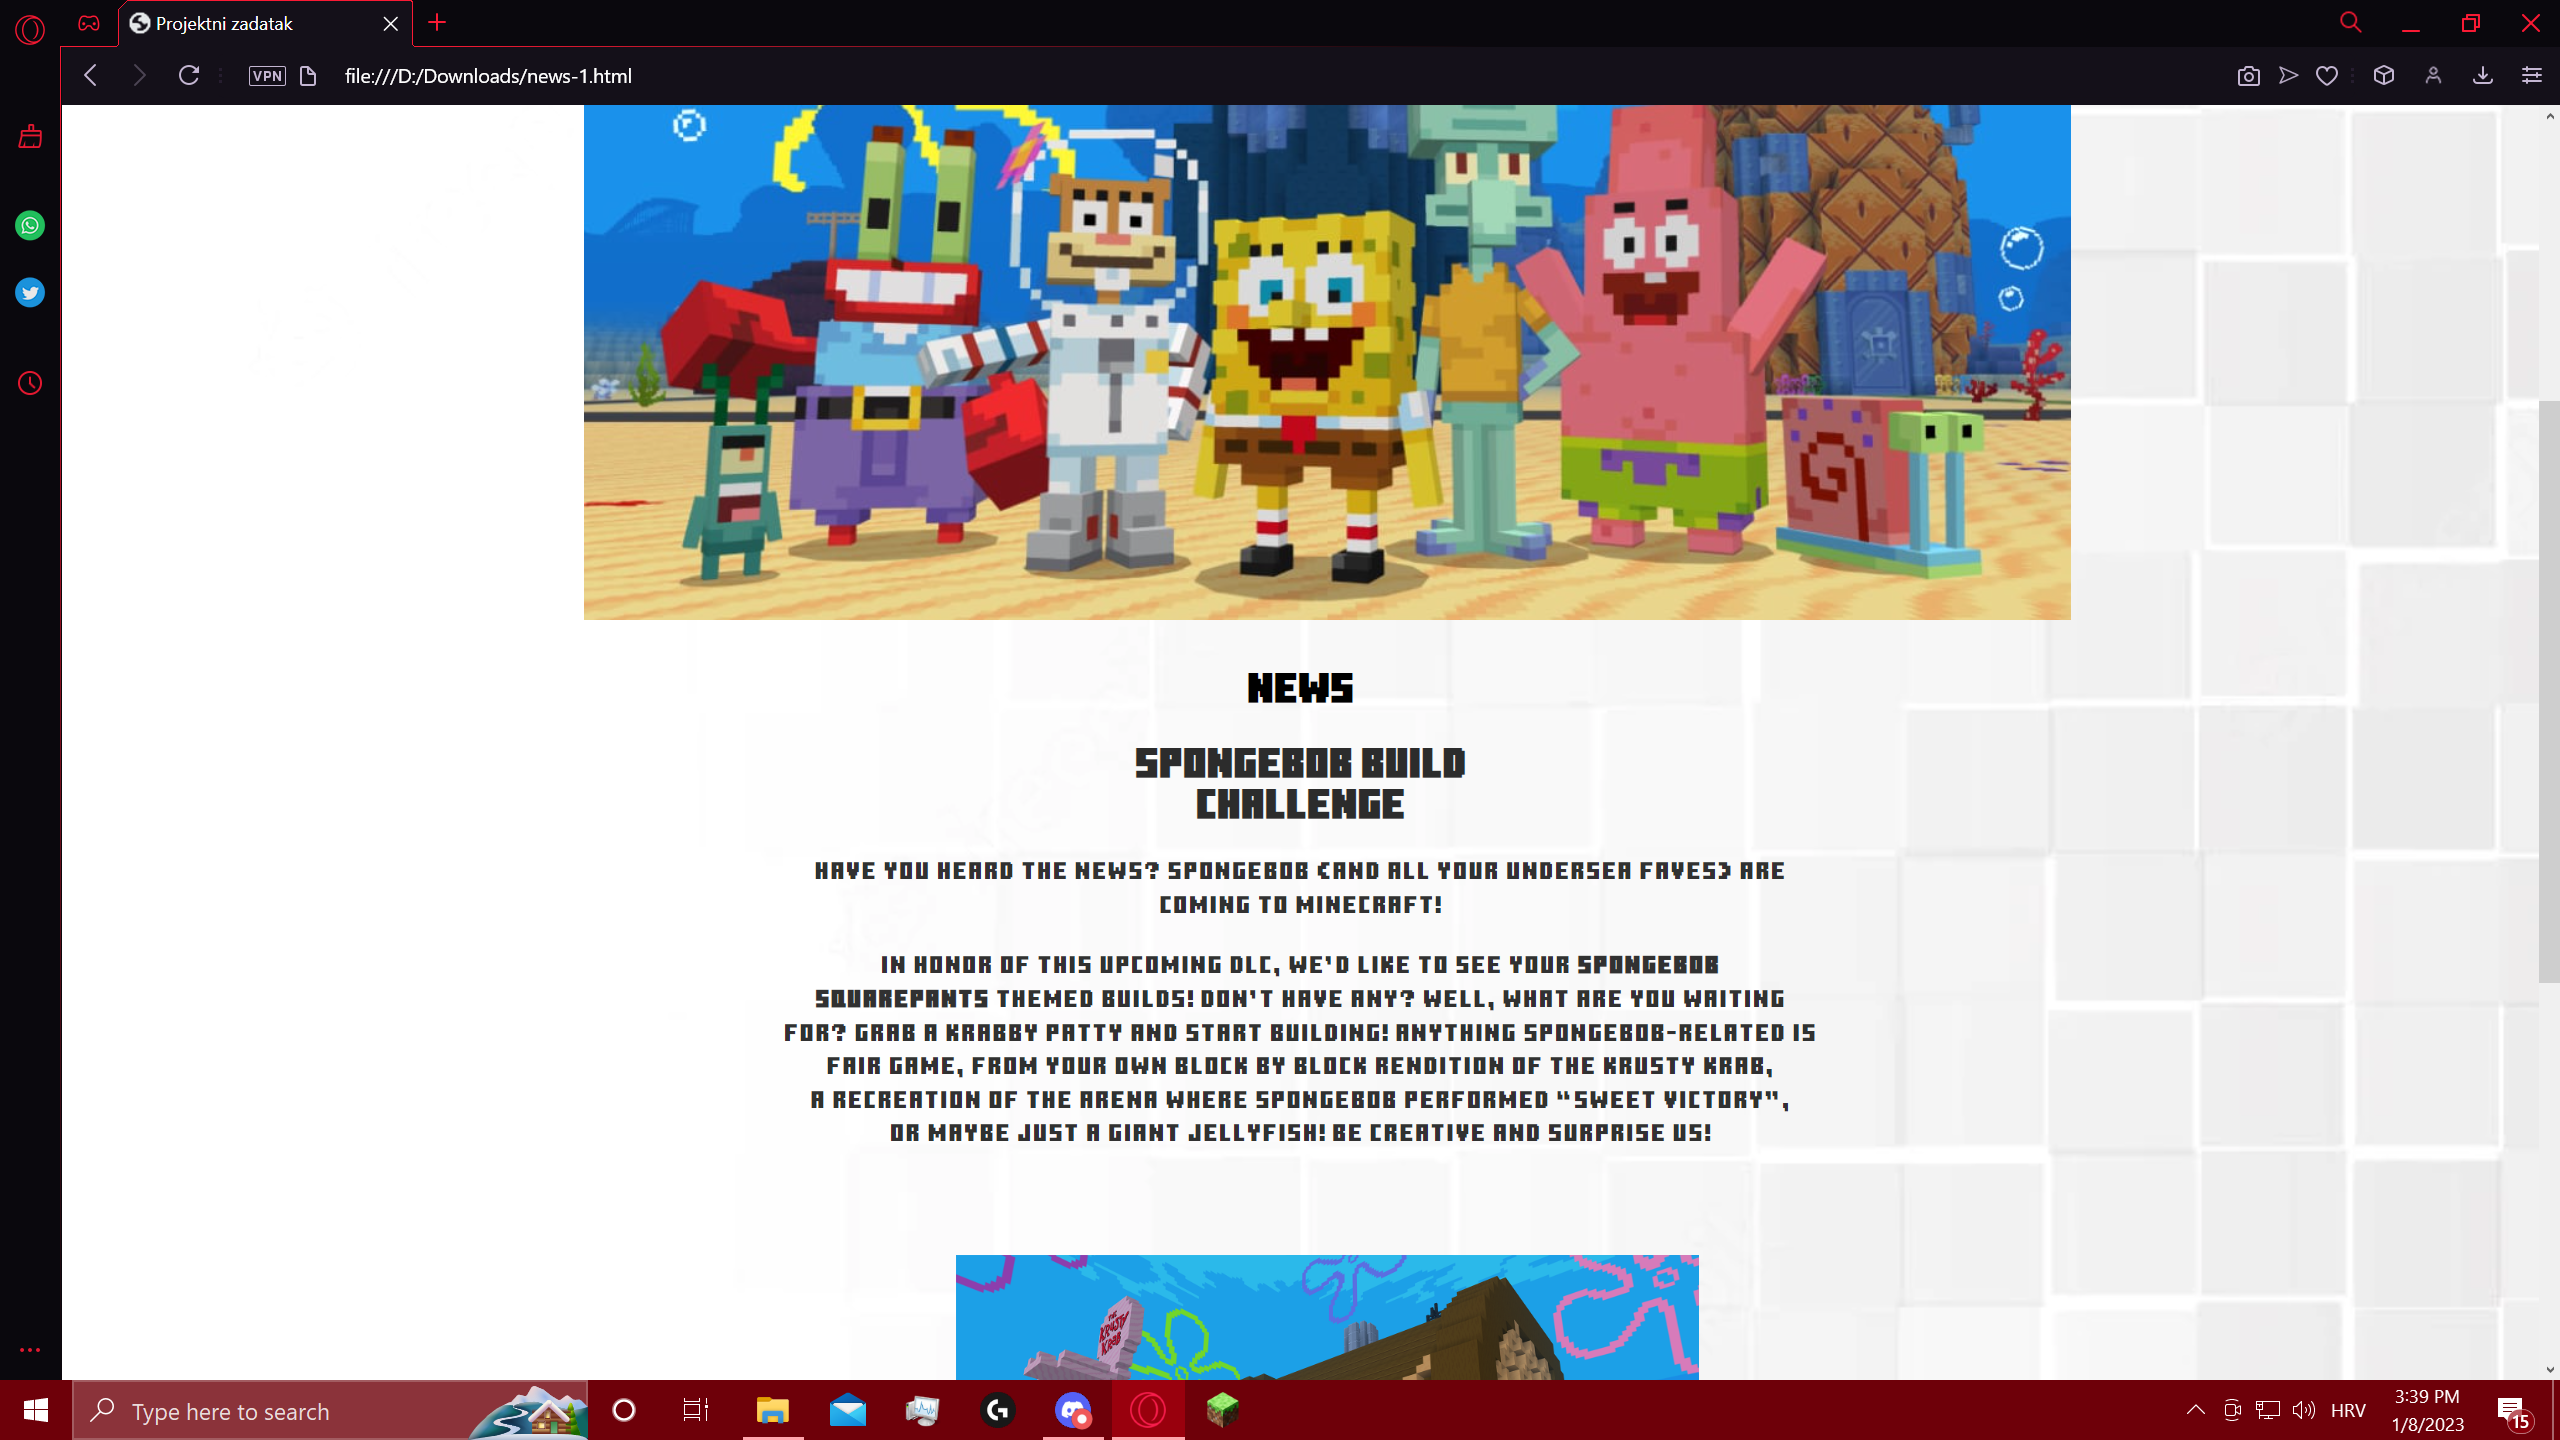 Projektni zadatak
VPN
file:///D:/Downloads/news-1.html
NEWS
SPONGEBOB BUILD
CHALLENGE
HAVE YOU HEARD THE NEWS? SPONGEBOB (AND ALL YOUR UNDERSEA FAVES) ARE
COMING TO MINECRAFT!
IN HONOR OF THIS UPCOMING DLC, WE'D LIKE TO SEE YOUR SPONGEBOB
SQUAREPANTS THEMED BUILDS! DON'T HAVE ANY? WELL, WHAT ARE YOU WAITING
FOR? GRAB A KRABBY PATTY AND START BUILDING! ANYTHING SPONGEBOB-RELATED IS
FAIR GAME, FROM YOUR OWN BLOCK BY BLOCK RENDITION OF THE KRUSTY KRAB,
A RECREATION OF THE ARENA WHERE SPONGEBOB PERFORMED “SWEET VICTORY”,
OR MAYBE JUST A GIANT JELLYFISH! BE CREATIVE AND SURPRISE US!
THE
KRUSTY
KRAB
Type here to search
HRV
3:39 PM
1/8/2023
15